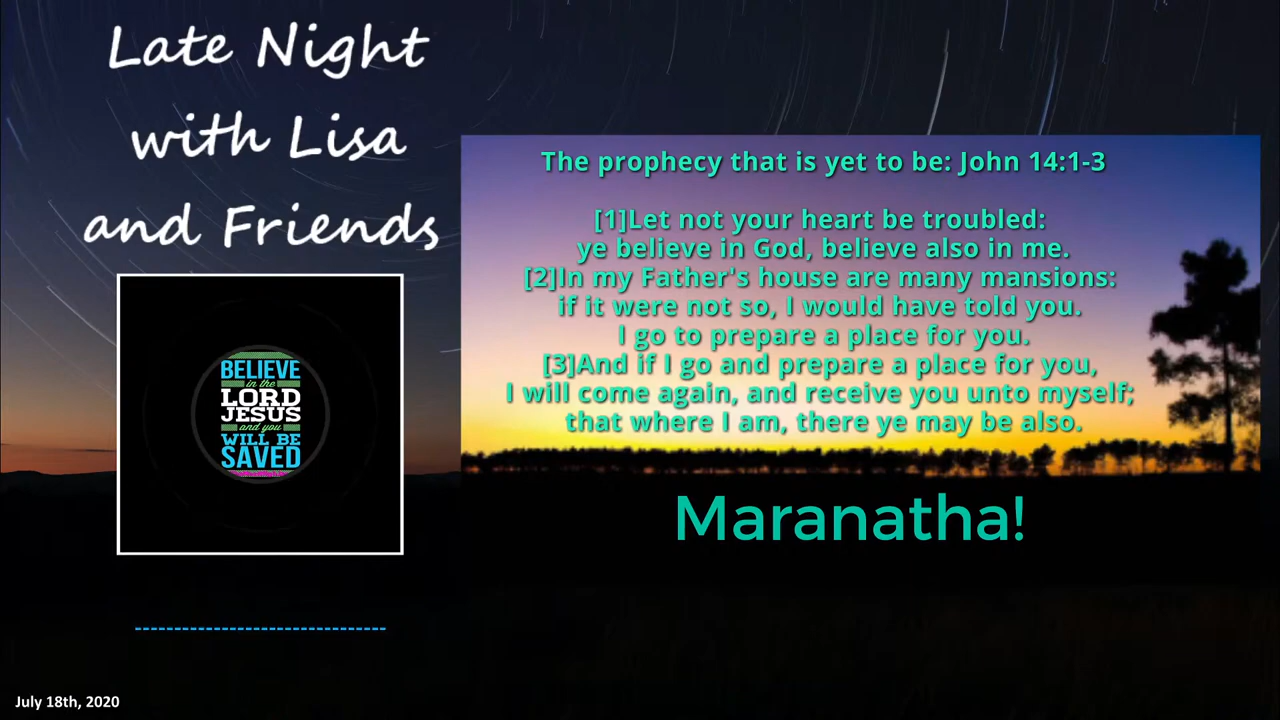 Late Night
with Lisa
and Friends
BELIEVE
in the
LORD
JESUS
and you
WILL BE
SAVED
The prophecy that is yet to be: John 14:1-3
[1]Let not your heart be troubled:
ye believe in God, believe also in me.
[2]In my Father's house are many mansions:
if it were not so, I would have told you.
I go to prepare a place for you.
[3]And if I go and prepare a place for you,
I will come again, and receive you unto myself;
that where I am, there ye may be also.
Maranatha!
--------------------------------
July 18th, 2020